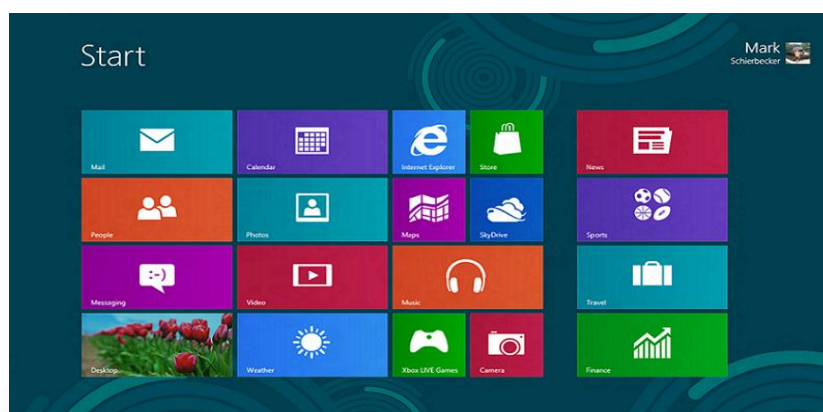 Start
Mark
Schierbecker
Mail
Calendar
Internet Explorer
Store
News
People
Photos
Maps
SkyDrive
Sports
Messaging
:-)
Video
Music
Travel
Desktop
Weather
Xbox LIVE Games
Camera
Finance